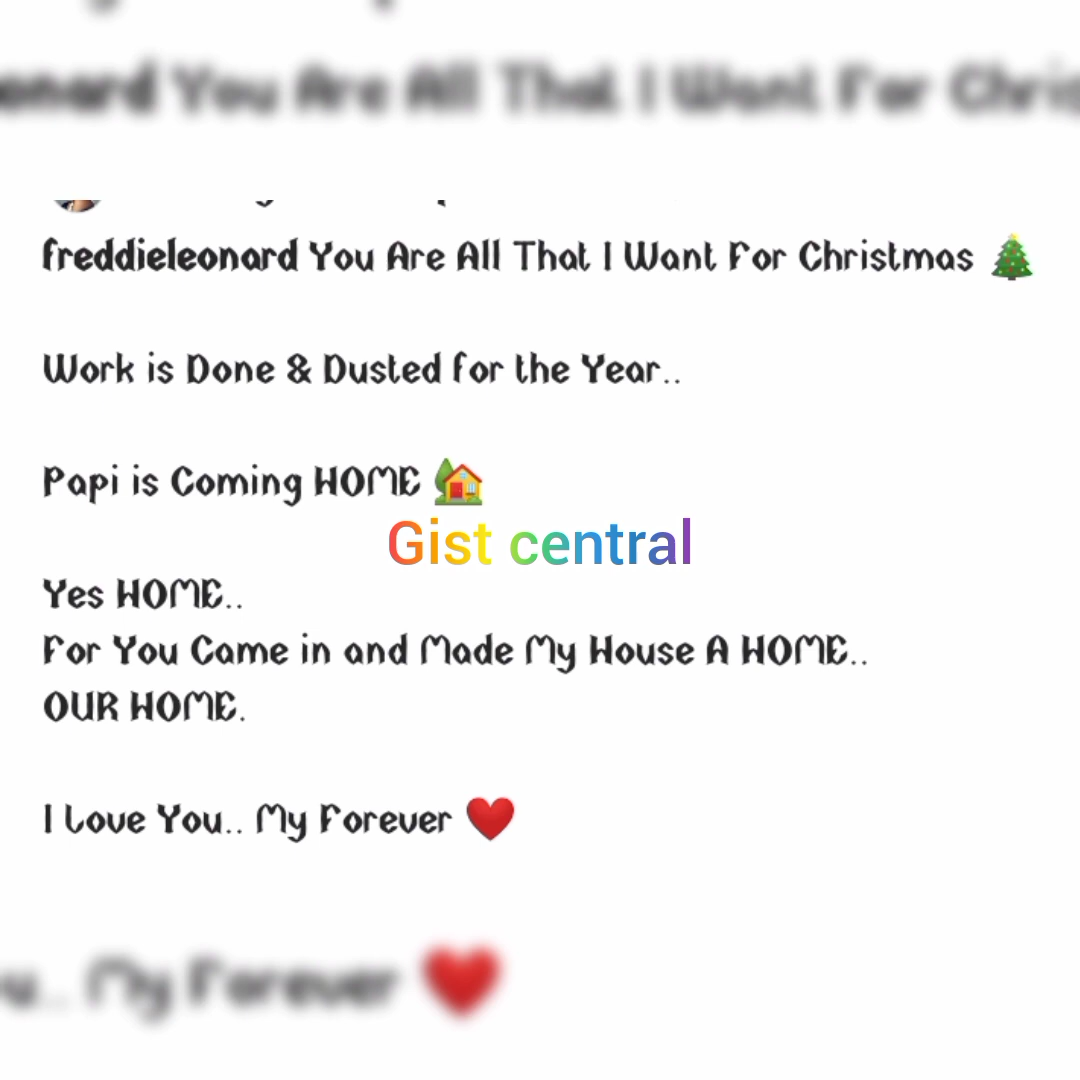 onard You Are All That I Want For Chris
freddieleonard You Are All That I Want For Christmas 🎄
Work is Done & Dusted for the Year..
Papi is Coming HOME 🏡
Gist central
Yes HOME..
For You Came in and Made My House A HOME..
OUR HOME.
I Love You.. My Forever ❤️
u.. My Forever ❤️